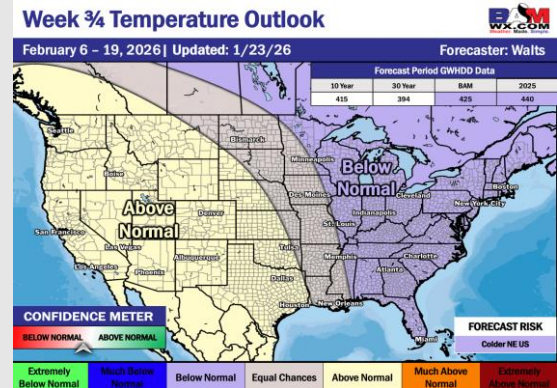 Week ¾ Temperature Outlook
BAM
WX.COM
Weather Made Simple.
February 6 – 19, 2026 | Updated: 1/23/26
Forecaster: Walts
Forecast Period GWHDD Data
10 Year 30 Year BAM 2025
415 394 425 440
Seattle
Bismarck
Minneapolis
Boise
Below
Normal
Boston
Des Moines
Cleveland
New York City
Above
Normal
Denver
Indianapolis
San Francisco
St. Louis
Las Vegas
Tulsa
Charlotte
Los Angeles
Albuquerque
Memphis
Phoenix
Atlanta
Dallas
Houston
New Orleans
Miami
CONFIDENCE METER
BELOW NORMAL ABOVE NORMAL
FORECAST RISK
Colder NE US
Extremely
Below Normal
Much Below
Normal
Below Normal
Equal Chances
Above Normal
Much Above
Normal
Extremely
Above Normal